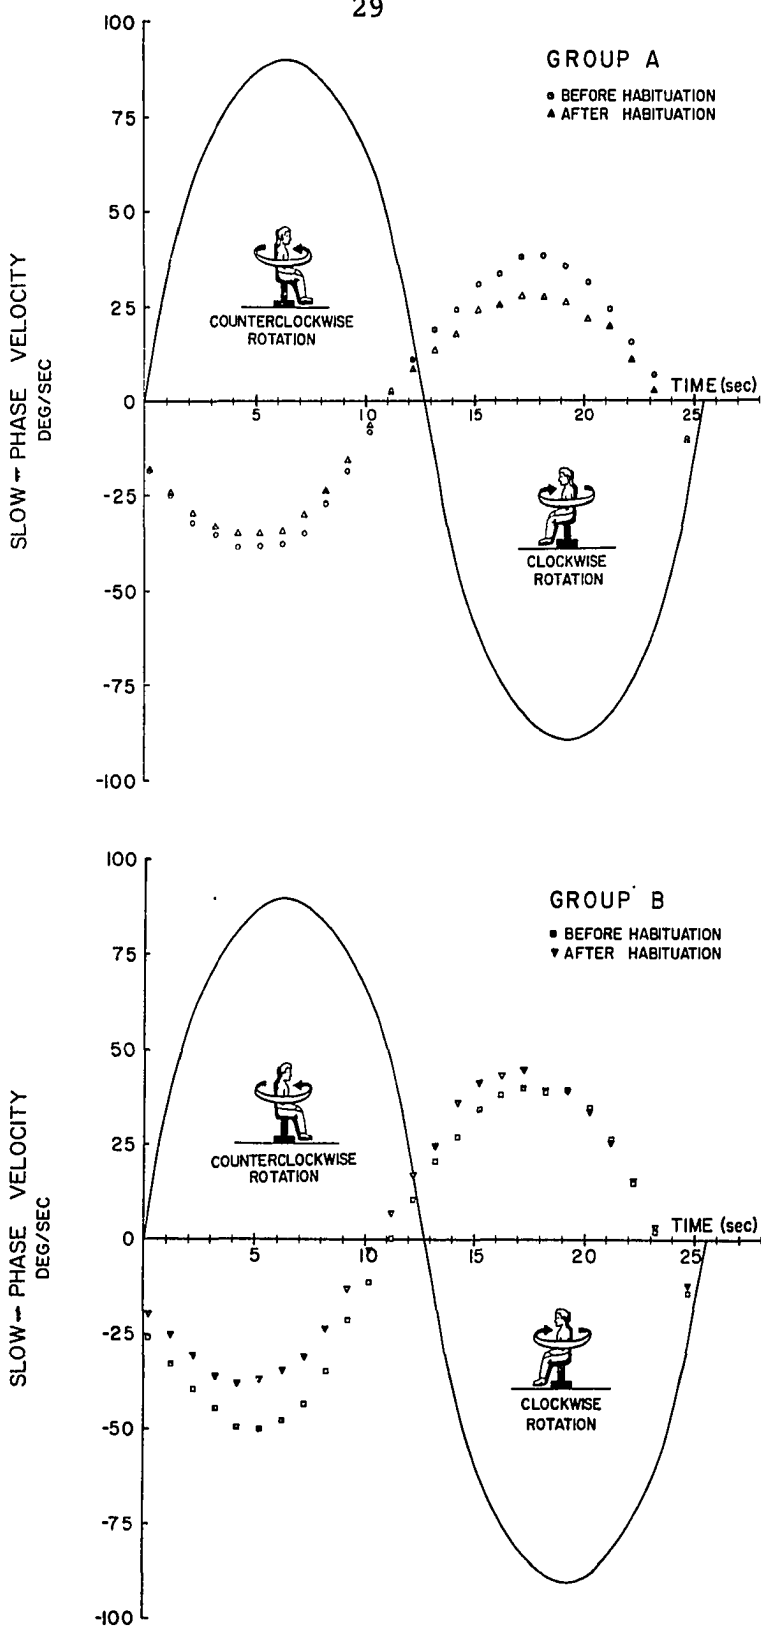 29
100
GROUP A
BEFORE HABITUATION
AFTER HABITUATION
75
50
25
COUNTERCLOCKWISE
ROTATION
SLOW-PHASE VELOCITY
DEG/SEC
TIME (sec)
0
5
10
15
20
25
-25
CLOCKWISE
ROTATION
-50
-75
-100
100
GROUP B
BEFORE HABITUATION
AFTER HABITUATION
75
50
25
COUNTERCLOCKWISE
ROTATION
SLOW-PHASE VELOCITY
DEG/SEC
TIME (sec)
0
5
10
15
20
25
-25
CLOCKWISE
ROTATION
-50
-75
-100